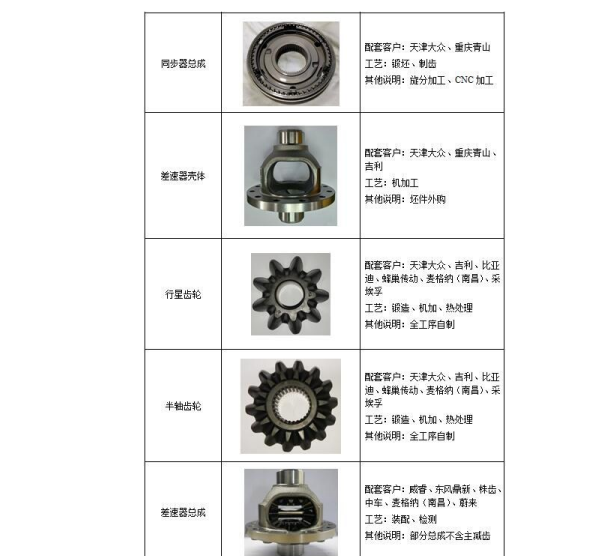 同步器总成
配套客户：天津大众、重庆青山
工艺：锻坯、制齿
其他说明：旋分加工、CNC 加工
差速器壳体
配套客户：天津大众、重庆青山、
吉利
工艺：机加工
其他说明：坯件外购
行星齿轮
配套客户：天津大众、吉利、比亚
迪、蜂巢传动、麦格纳（南昌）、采
埃孚
工艺：锻造、机加、热处理
其他说明：全工序自制
半轴齿轮
配套客户：天津大众、吉利、比亚
迪、蜂巢传动、麦格纳（南昌）、采
埃孚
工艺：锻造、机加、热处理
其他说明：全工序自制
差速器总成
配套客户：威睿、东风鼎新、株齿、
中车、麦格纳（南昌）、蔚来
工艺：装配、检测
其他说明：部分总成不含主减齿